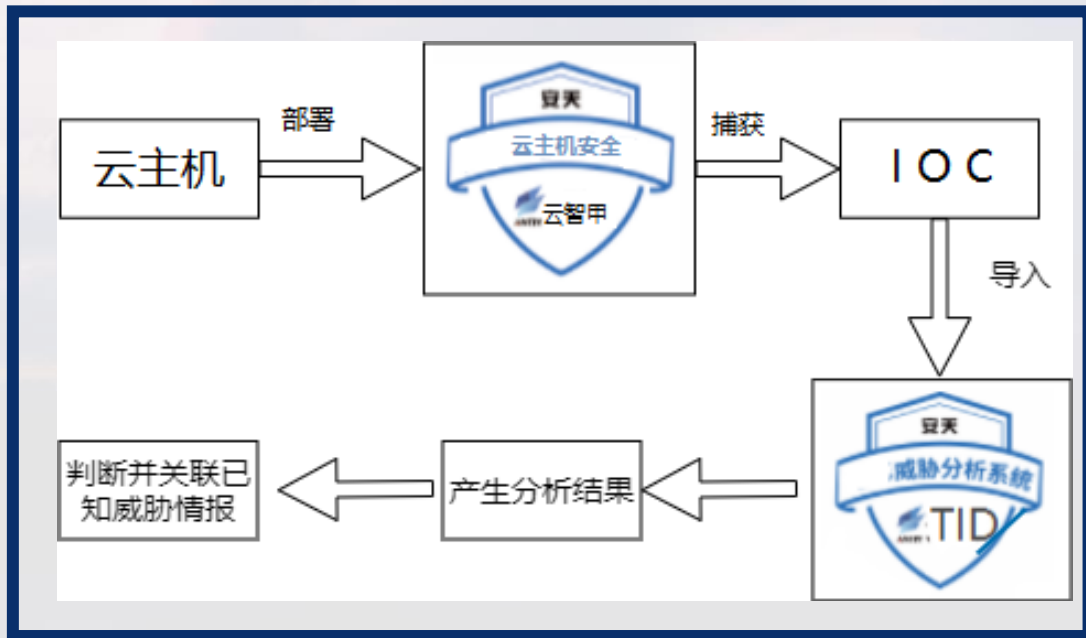 云主机
部署
安天
云主机安全
云智甲
捕获
I O C
导入
安天
威胁分析系统
TID
产生分析结果
判断并关联已
知威胁情报